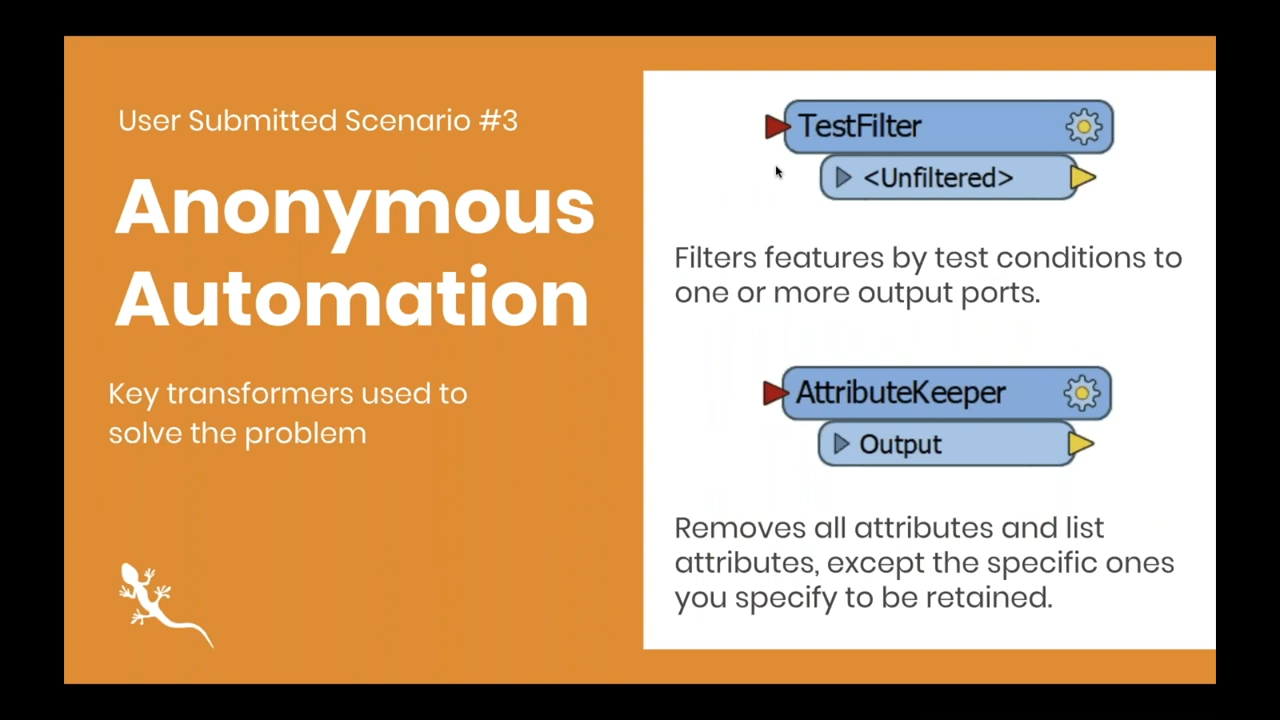 User Submitted Scenario #3
Anonymous
Automation
Key transformers used to
solve the problem
TestFilter
<Unfiltered>
Filters features by test conditions to
one or more output ports.
AttributeKeeper
Output
Removes all attributes and list
attributes, except the specific ones
you specify to be retained.